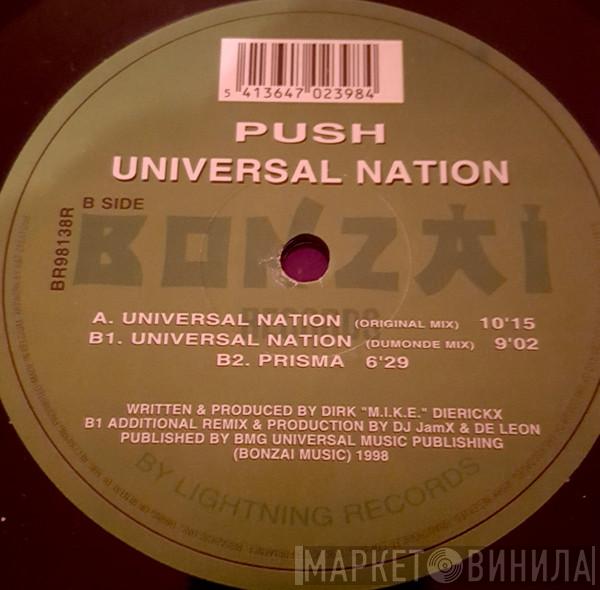 5 413647 023984
PUSH
UNIVERSAL NATION
B SIDE
BR98138R
BONZAI
RECORDS
A. UNIVERSAL NATION (ORIGINAL MIX) 10'15
B1. UNIVERSAL NATION (DUMONDE MIX) 9'02
B2. PRISMA 6'29
WRITTEN & PRODUCED BY DIRK "M.I.K.E." DIERICKX
B1 ADDITIONAL REMIX & PRODUCTION BY DJ JamX & DE LEON
PUBLISHED BY BMG UNIVERSAL MUSIC PUBLISHING
(BONZAI MUSIC) 1998
BY LIGHTNING RECORDS
МАРКЕТ ВИНИЛА